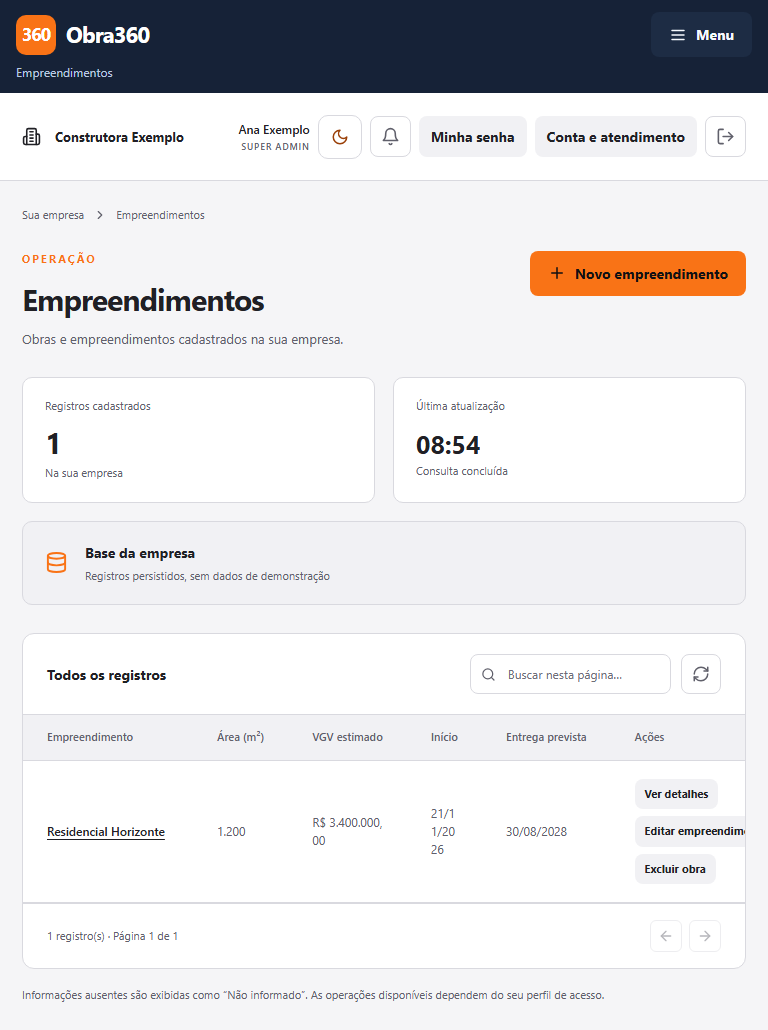 360 Obra360
Menu
Empreendimentos
Construtora Exemplo
Ana Exemplo
SUPER ADMIN
Minha senha
Conta e atendimento
Sua empresa > Empreendimentos
OPERAÇÃO
Novo empreendimento
Empreendimentos
Obras e empreendimentos cadastrados na sua empresa.
Registros cadastrados
1
Na sua empresa
Última atualização
08:54
Consulta concluída
Base da empresa
Registros persistidos, sem dados de demonstração
Todos os registros
Buscar nesta página...
Empreendimento Área (m²) VGV estimado Início Entrega prevista Ações
Residencial Horizonte
1.200
R$ 3.400.000,
00
21/1
1/20
26
30/08/2028
Ver detalhes
Editar empreendim
Excluir obra
1 registro(s) · Página 1 de 1
Informações ausentes são exibidas como “Não informado”. As operações disponíveis dependem do seu perfil de acesso.